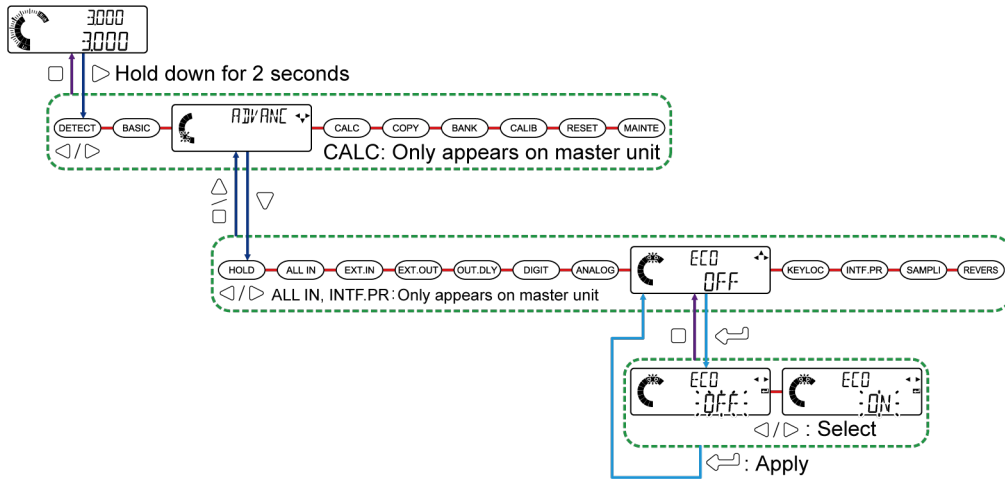 3.000
-3.000
Hold down for 2 seconds
DETECT BASIC ADVANC CALC COPY BANK CALIB RESET MAINTE
/ CALC: Only appears on master unit
/
HOLD ALL IN EXT.IN EXT.OUT OUT.DLY DIGIT ANALOG ECO OFF KEYLOC INTF.PR SAMPLI REVERS
/ ALL IN, INTF.PR: Only appears on master unit
ECO OFF ECO ON
/ : Select
: Apply